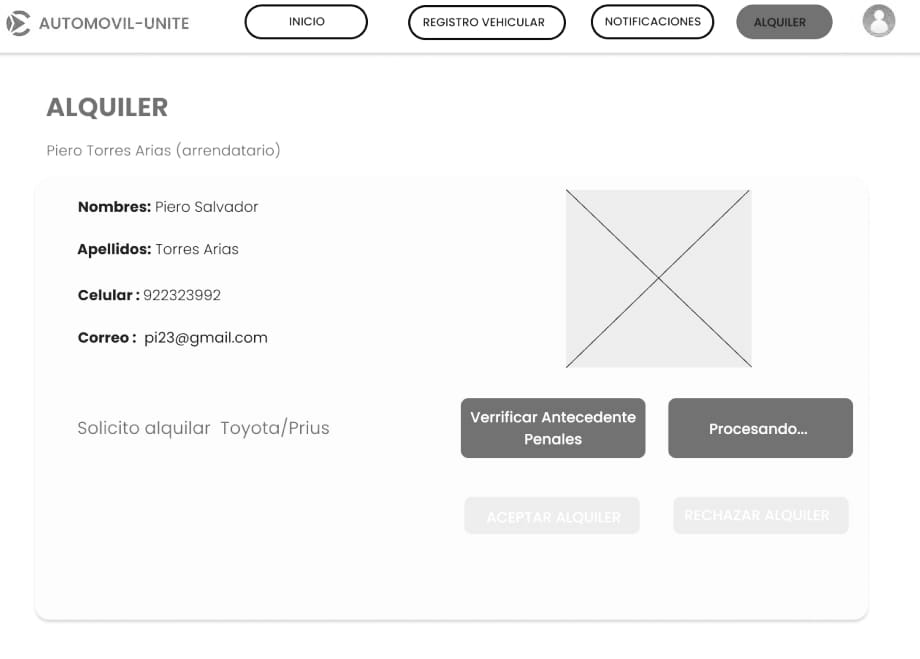 AUTOMOVIL-UNITE
INICIO
REGISTRO VEHICULAR
NOTIFICACIONES
ALQUILER
ALQUILER
Piero Torres Arias (arrendatario)
Nombres: Piero Salvador
Apellidos: Torres Arias
Celular : 922323992
Correo : pi23@gmail.com
Solicito alquilar Toyota/Prius
Verrificar Antecedente
Penales
Procesando...
ACEPTAR ALQUILER
RECHAZAR ALQUILER